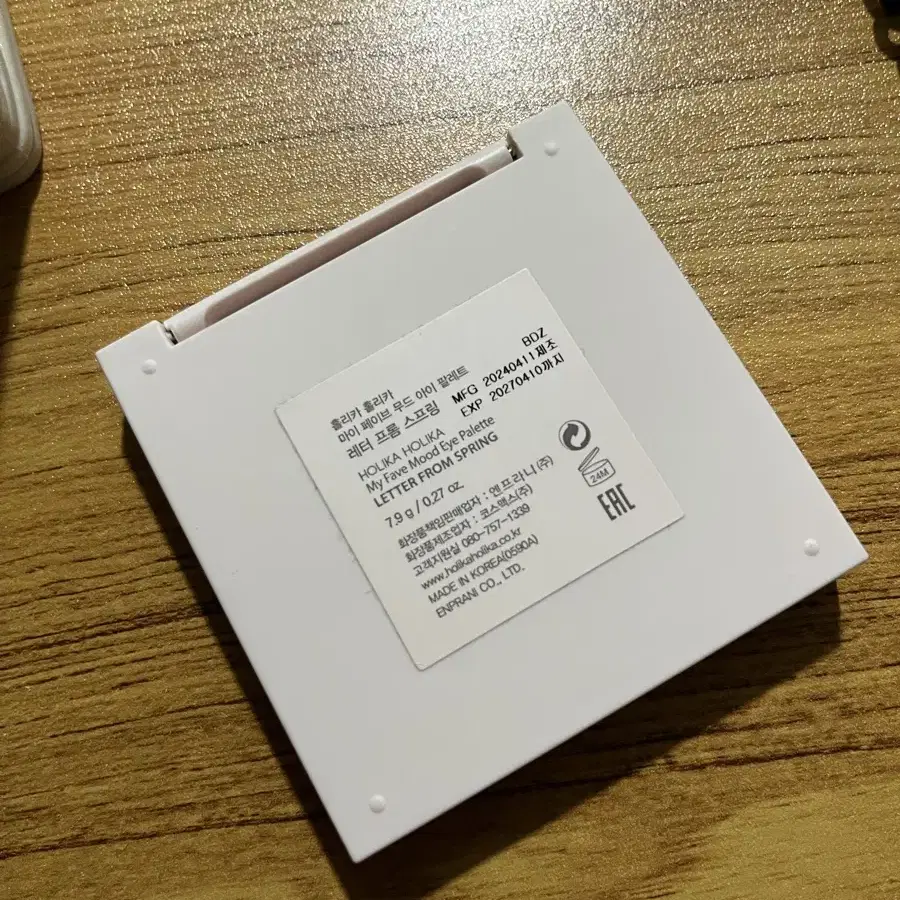 홀리카 홀리카
마이 페이브 무드 아이 팔레트
레터 프롬 스프링
BDZ
MFG 20240411제조
EXP 20270410까지
HOLIKA HOLIKA
My Fave Mood Eye Palette
LETTER FROM SPRING
7.9 g / 0.27 oz.
화장품책임판매업자 : 엔프라니(주)
화장품제조업자 : 코스맥스(주)
고객지원실 080-757-1339
www.holikaholika.co.kr
MADE IN KOREA(0590A)
ENPRANI CO., LTD.
24M
EAC